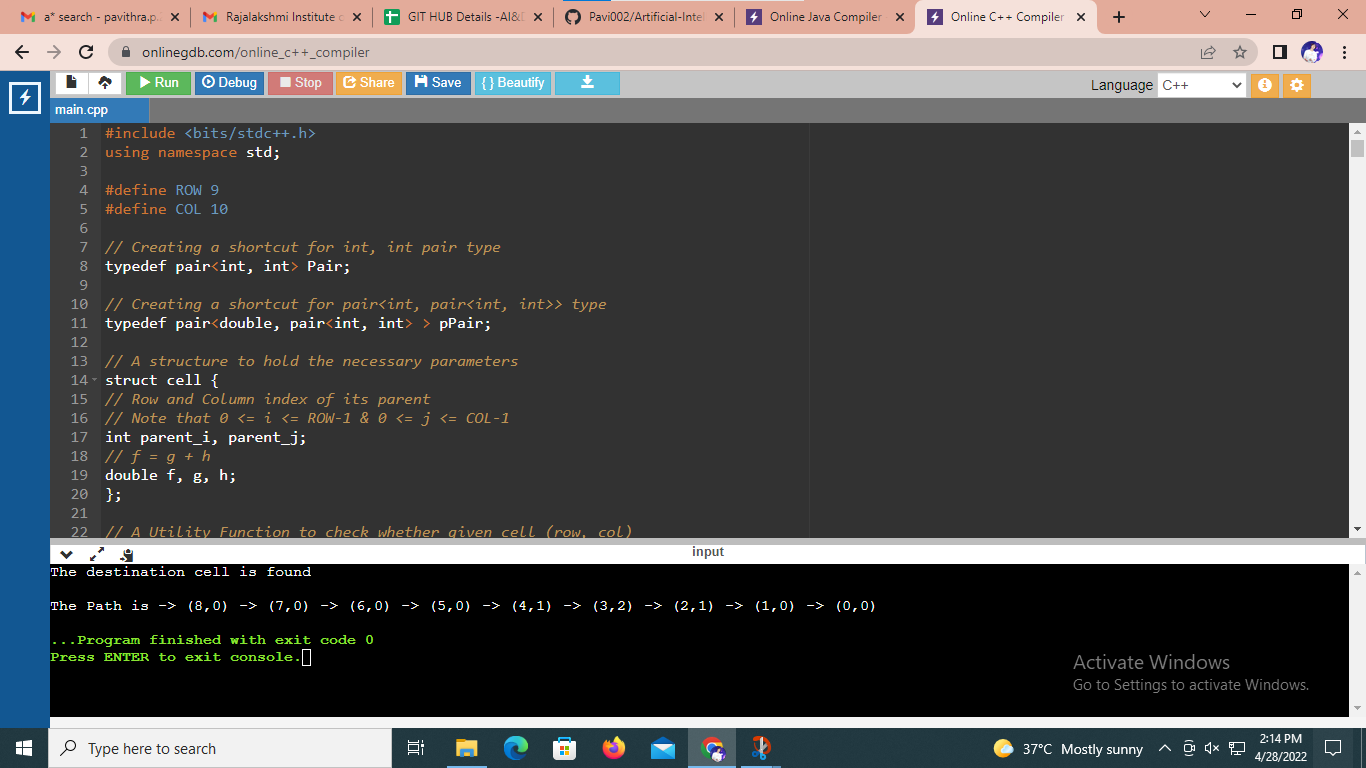 a* search - pavithra.p.
Rajalakshmi Institute o
GIT HUB Details -AI&D
Pavi002/Artificial-Intel
Online Java Compiler
Online C++ Compiler
onlinegdb.com/online_c++_compiler
Run Debug Stop Share Save { } Beautify
Language C++
main.cpp
1 #include <bits/stdc++.h>
2 using namespace std;
3
4 #define ROW 9
5 #define COL 10
6
7 // Creating a shortcut for int, int pair type
8 typedef pair<int, int> Pair;
9
10 // Creating a shortcut for pair<int, pair<int, int>> type
11 typedef pair<double, pair<int, int> > pPair;
12
13 // A structure to hold the necessary parameters
14 struct cell {
15 // Row and Column index of its parent
16 // Note that 0 <= i <= ROW-1 & 0 <= j <= COL-1
17 int parent_i, parent_j;
18 // f = g + h
19 double f, g, h;
20 };
21
22 // A Utility Function to check whether given cell (row, col)
input
The destination cell is found
The Path is -> (8,0) -> (7,0) -> (6,0) -> (5,0) -> (4,1) -> (3,2) -> (2,1) -> (1,0) -> (0,0)
...Program finished with exit code 0
Press ENTER to exit console.
Activate Windows
Go to Settings to activate Windows.
Type here to search
37°C Mostly sunny
2:14 PM
4/28/2022